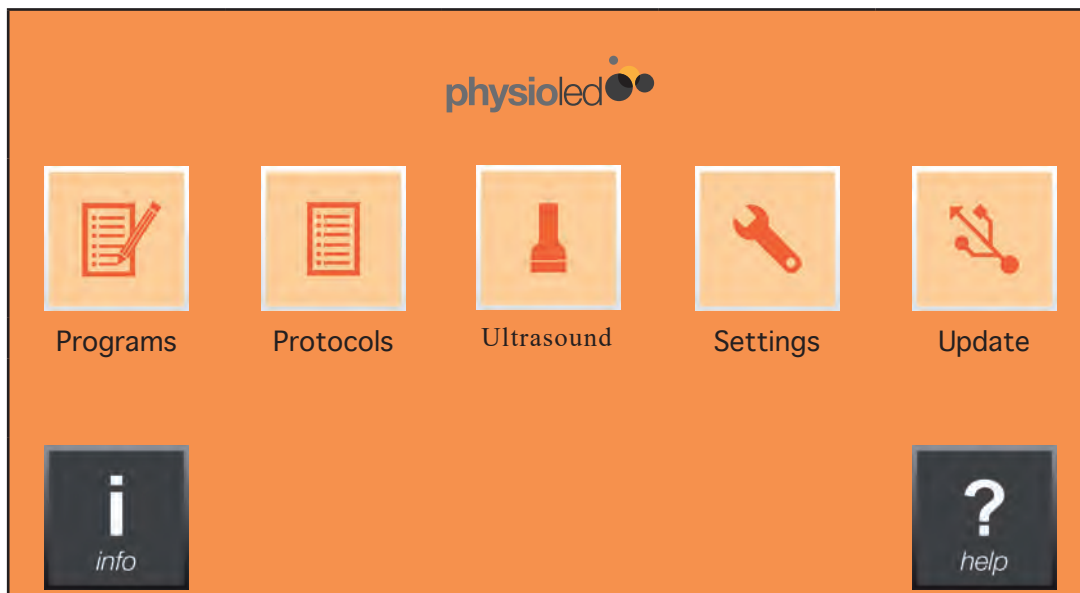 physioled
Programs Protocols Ultrasound Settings Update
i ?
info help